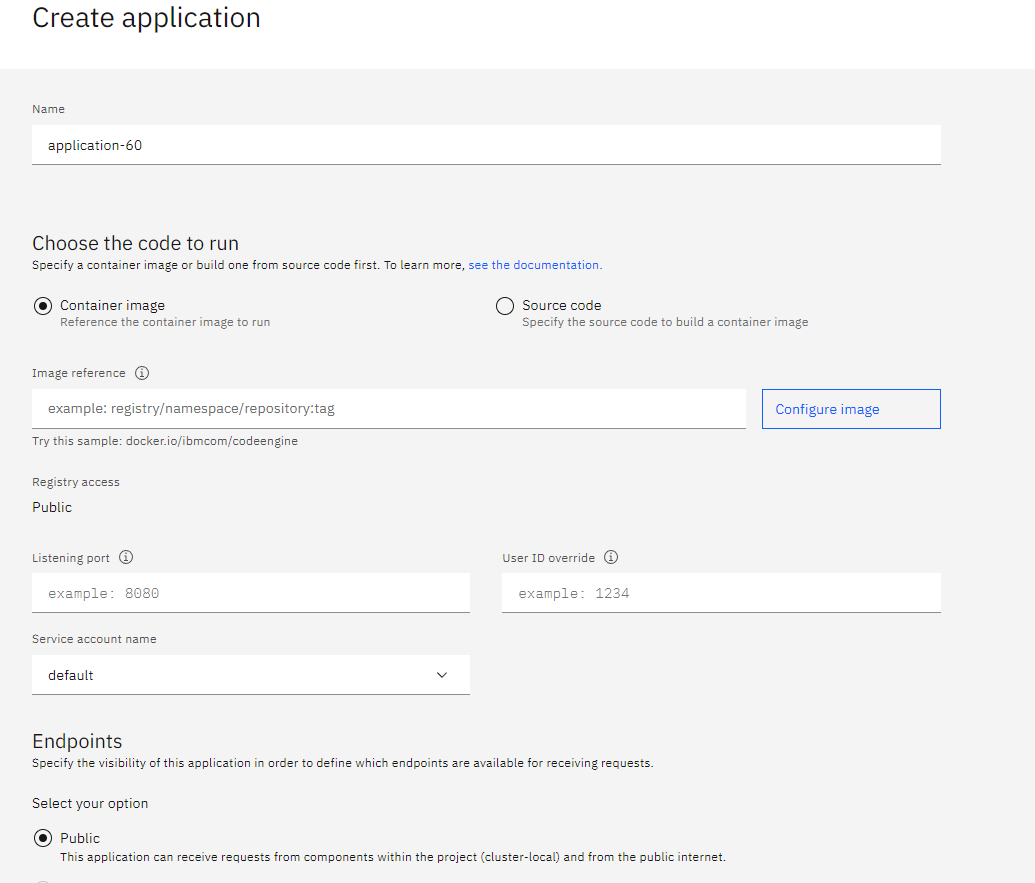 Create application
Name
application-60
Choose the code to run
Specify a container image or build one from source code first. To learn more, see the documentation.
Container image
Reference the container image to run
Source code
Specify the source code to build a container image
Image reference
example: registry/namespace/repository:tag
Configure image
Try this sample: docker.io/ibmcom/codeengine
Registry access
Public
Listening port
example: 8080
User ID override
example: 1234
Service account name
default
Endpoints
Specify the visibility of this application in order to define which endpoints are available for receiving requests.
Select your option
Public
This application can receive requests from components within the project (cluster-local) and from the public internet.